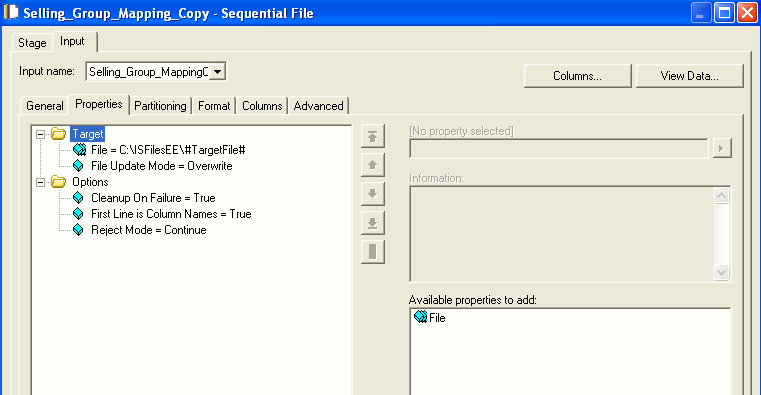 Selling_Group_Mapping_Copy - Sequential File
Stage Input
Input name: Selling_Group_MappingC
Columns... View Data...
General Properties Partitioning Format Columns Advanced
Target
File = C:\ISFilesEE\#TargetFile#
File Update Mode = Overwrite
Options
Cleanup On Failure = True
First Line is Column Names = True
Reject Mode = Continue
[No property selected]
Information:
Available properties to add:
File